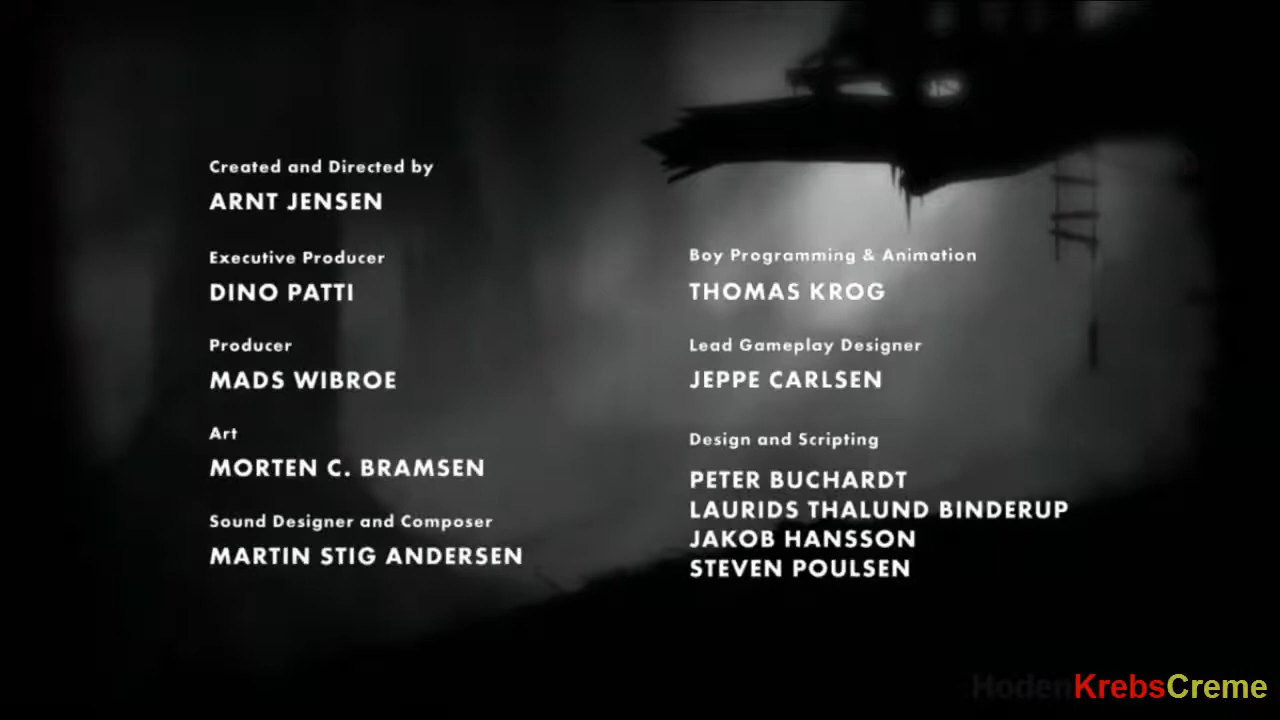 Created and Directed by
ARNT JENSEN
Executive Producer
DINO PATTI
Producer
MADS WIBROE
Art
MORTEN C. BRAMSEN
Sound Designer and Composer
MARTIN STIG ANDERSEN
Boy Programming & Animation
THOMAS KROG
Lead Gameplay Designer
JEPPE CARLSEN
Design and Scripting
PETER BUCHARDT
LAURIDS THALUND BINDERUP
JAKOB HANSSON
STEVEN POULSEN
HodenKrebsCreme